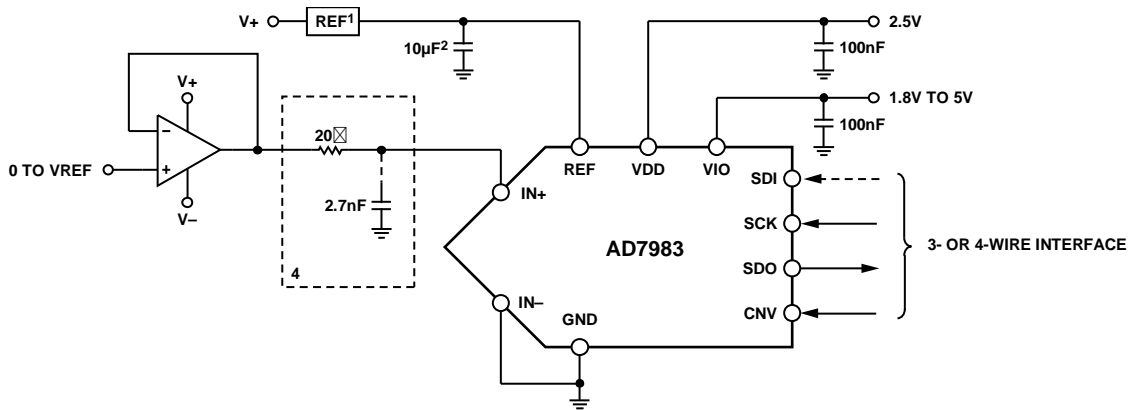 V+
REF1
10µF2
2.5V
100nF
1.8V TO 5V
100nF
V+
–
+
0 TO VREF
V–
20
2.7nF
4
REF
VDD
VIO
IN+
IN–
GND
AD7983
SDI
SCK
SDO
CNV
3- OR 4-WIRE INTERFACE